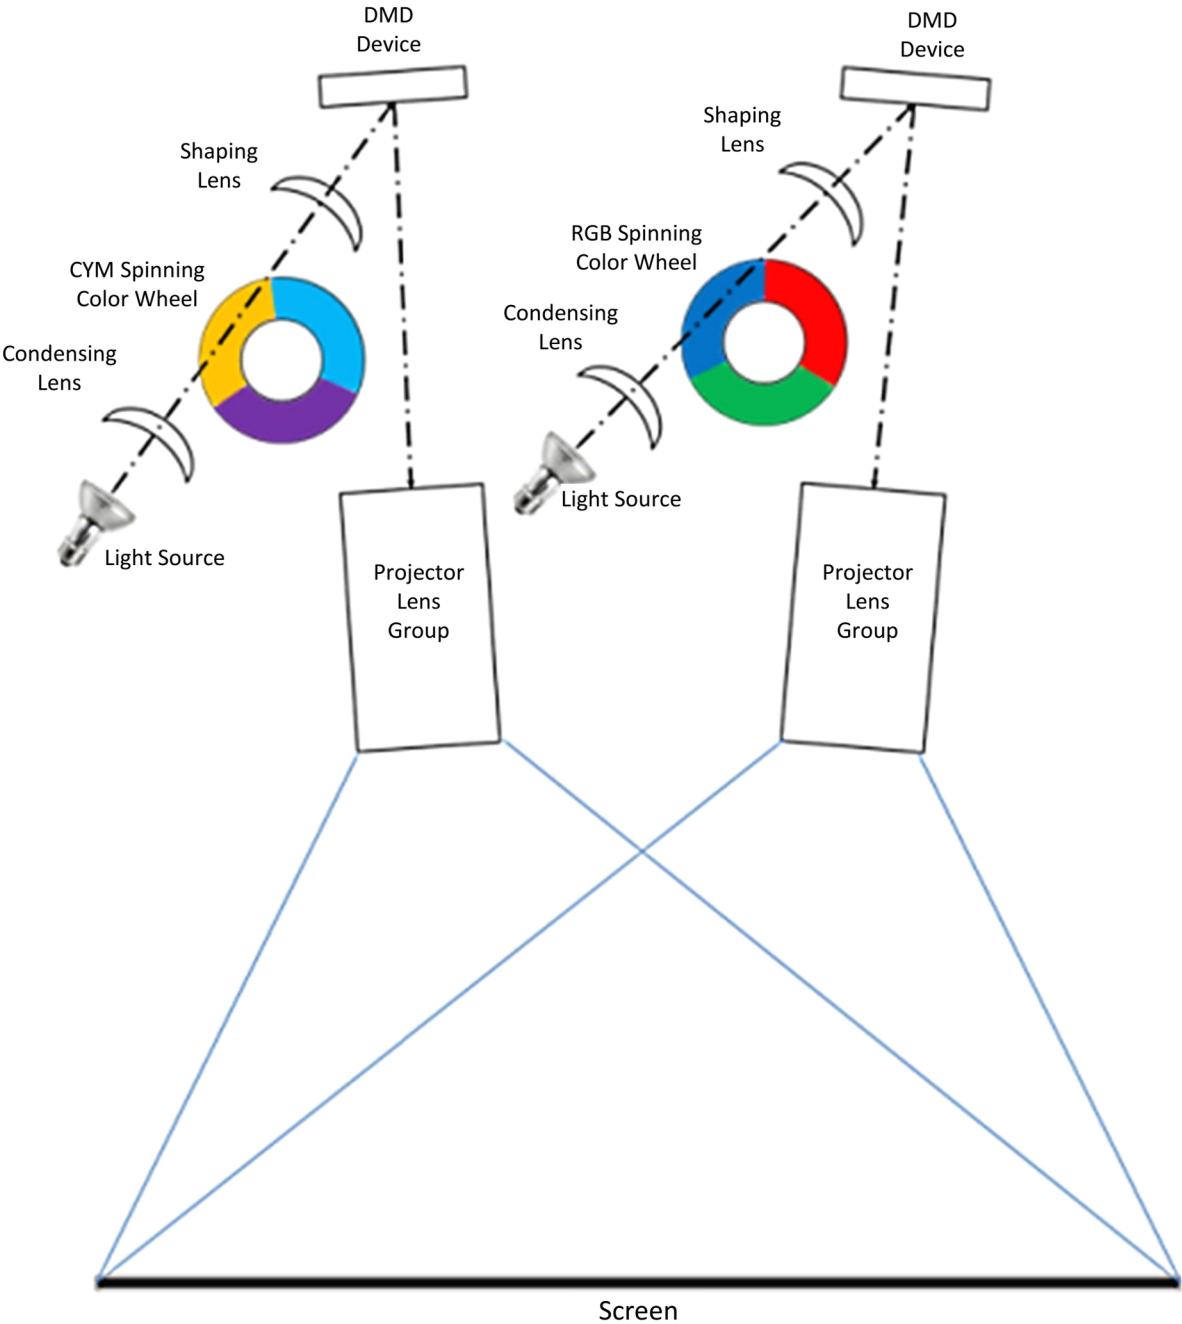 DMD
Device
DMD
Device
Shaping
Lens
Shaping
Lens
CYM Spinning
Color Wheel
RGB Spinning
Color Wheel
Condensing
Lens
Condensing
Lens
Light Source
Light Source
Projector
Lens
Group
Projector
Lens
Group
Screen